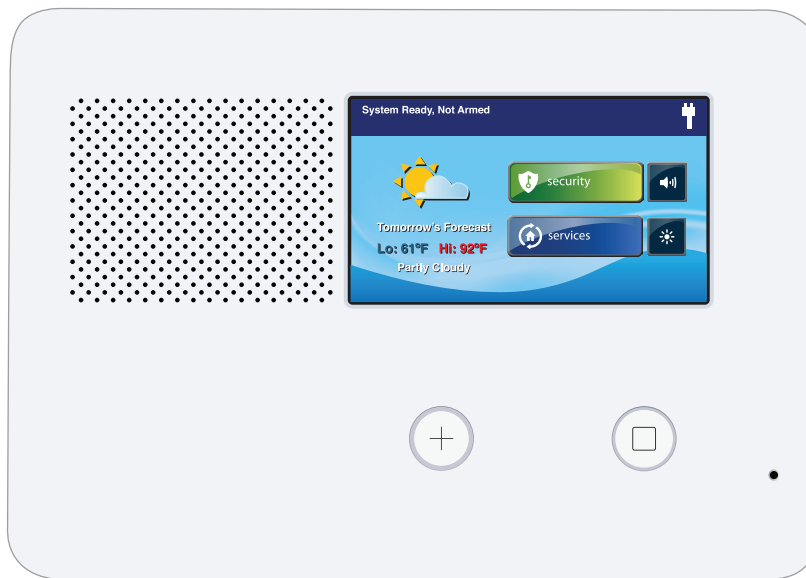 System Ready, Not Armed
security
Tomorrow's Forecast
Lo: 61°F Hi: 92°F
services
Partly Cloudy